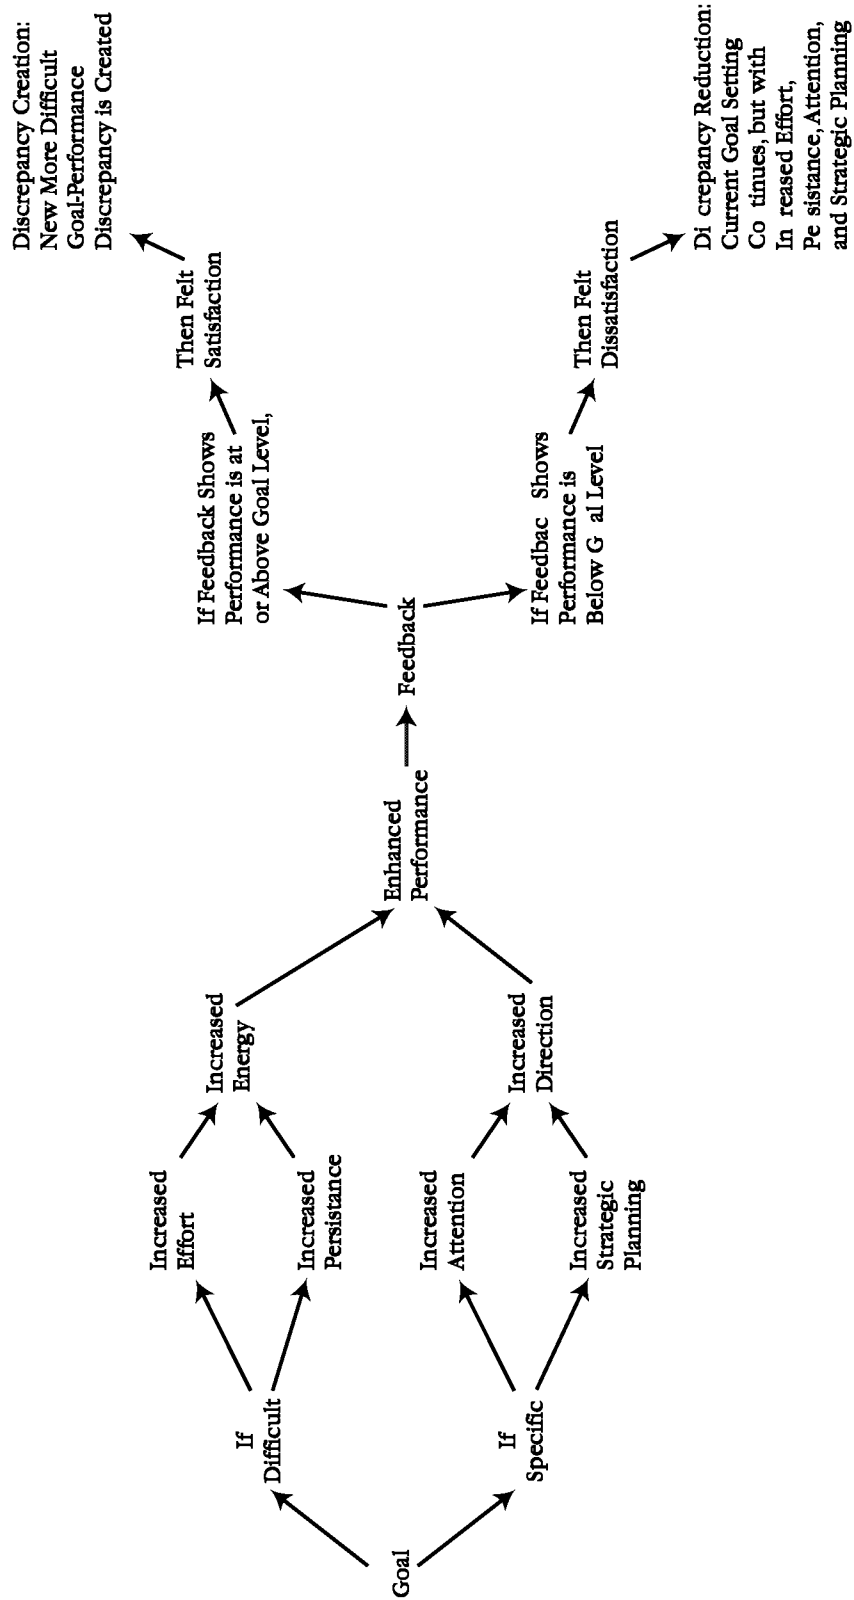 Goal
If
Difficult
If
Specific
Increased
Effort
Increased
Persistance
Increased
Attention
Increased
Strategic
Planning
Increased
Energy
Increased
Direction
Enhanced
Performance
Feedback
If Feedback Shows
Performance is at
or Above Goal Level,
If Feedbac Shows
Performance is
Below G al Level
Then Felt
Satisfaction
Then Felt
Dissatisfaction
Discrepancy Creation:
New More Difficult
Goal-Performance
Discrepancy is Created
Di crepancy Reduction:
Current Goal Setting
Co tinues, but with
In reased Effort,
Pe sistance, Attention,
and Strategic Planning